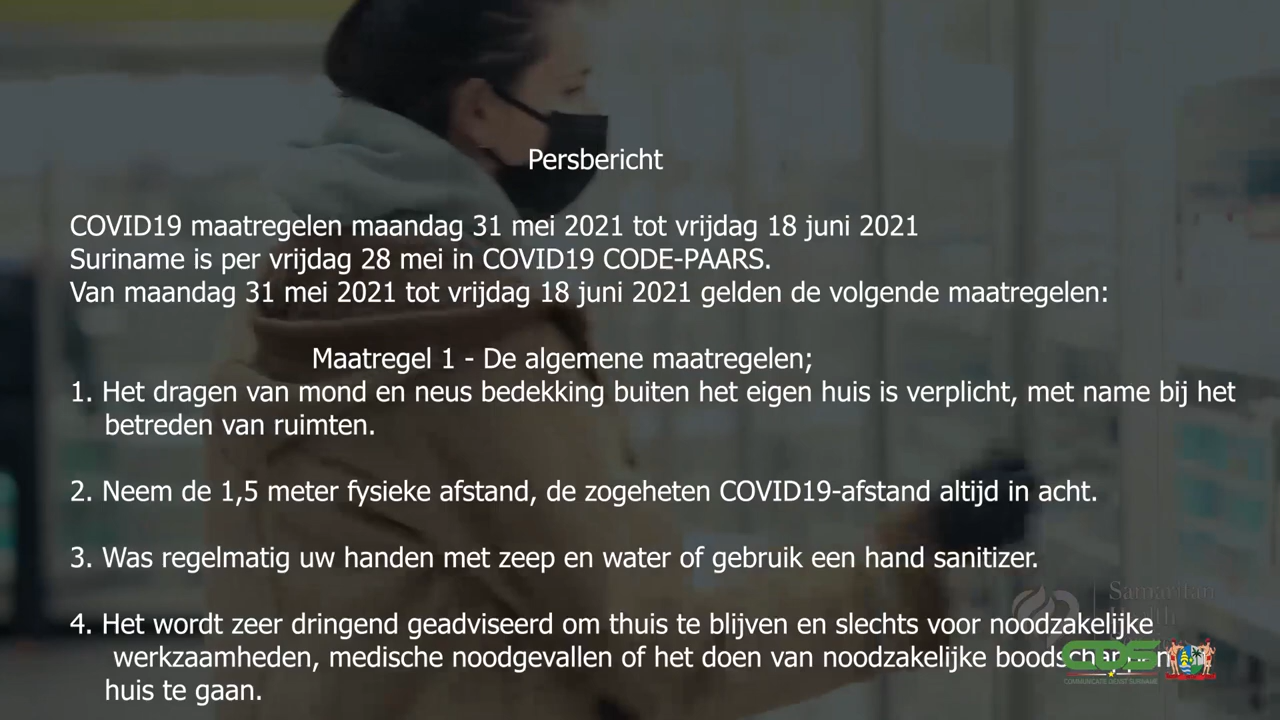 Persbericht
COVID19 maatregelen maandag 31 mei 2021 tot vrijdag 18 juni 2021
Suriname is per vrijdag 28 mei in COVID19 CODE-PAARS.
Van maandag 31 mei 2021 tot vrijdag 18 juni 2021 gelden de volgende maatregelen:
Maatregel 1 - De algemene maatregelen;
1. Het dragen van mond en neus bedekking buiten het eigen huis is verplicht, met name bij het
betreden van ruimten.
2. Neem de 1,5 meter fysieke afstand, de zogeheten COVID19-afstand altijd in acht.
3. Was regelmatig uw handen met zeep en water of gebruik een hand sanitizer.
4. Het wordt zeer dringend geadviseerd om thuis te blijven en slechts voor noodzakelijke
werkzaamheden, medische noodgevallen of het doen van noodzakelijke boodschappen
huis te gaan.
Samaritan
Health
CDS
COMMUNICATIE DIENST SURINAME